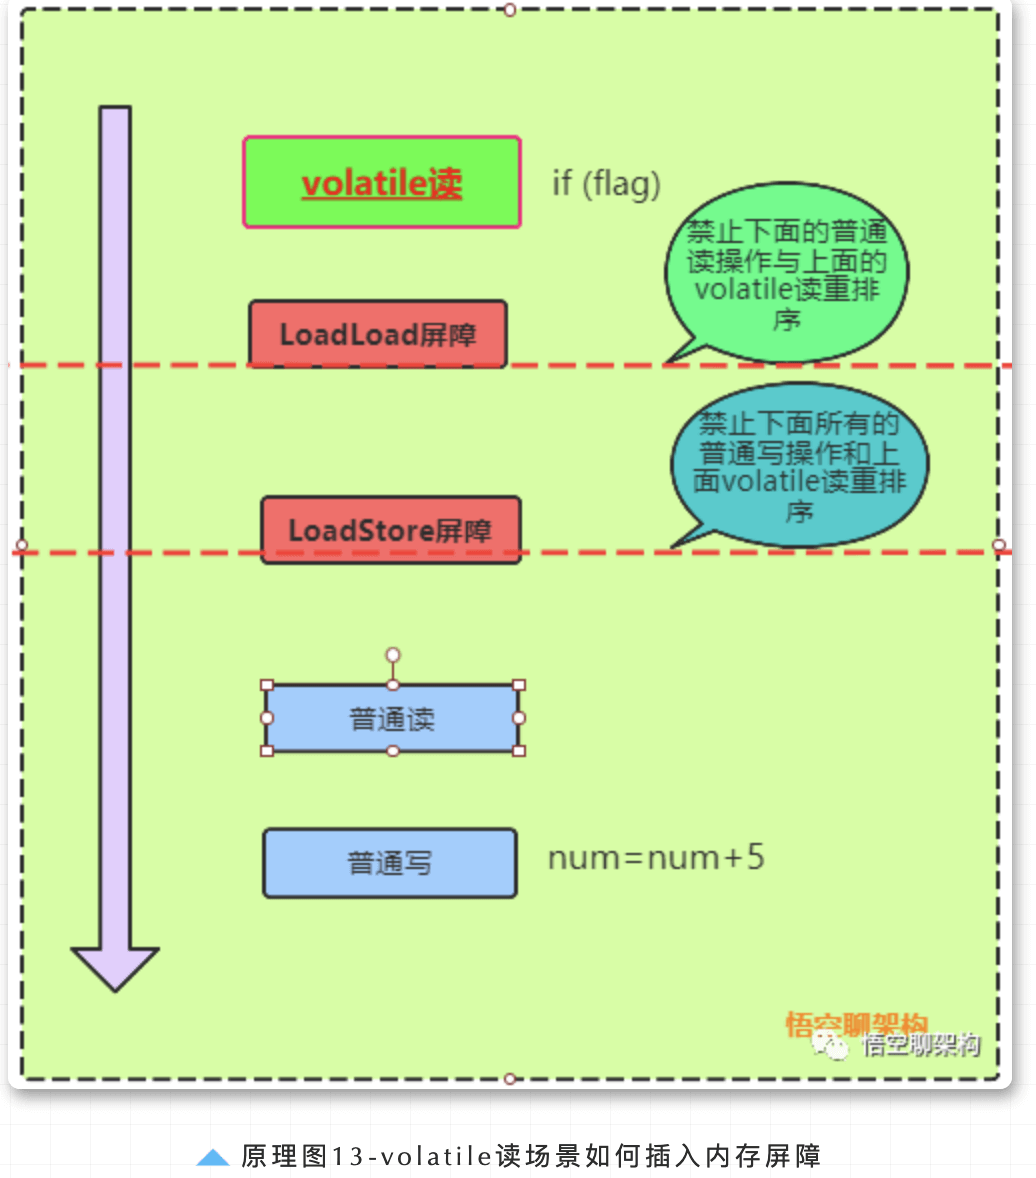 volatile读
if (flag)
禁止下面的普通
读操作与上面的
volatile读重排
序
LoadLoad屏障
禁止下面所有的
普通写操作和上
面volatile读重排
序
LoadStore屏障
普通读
普通写
num=num+5
悟空聊架构
悟空聊架构
原理图13-volatile读场景如何插入内存屏障